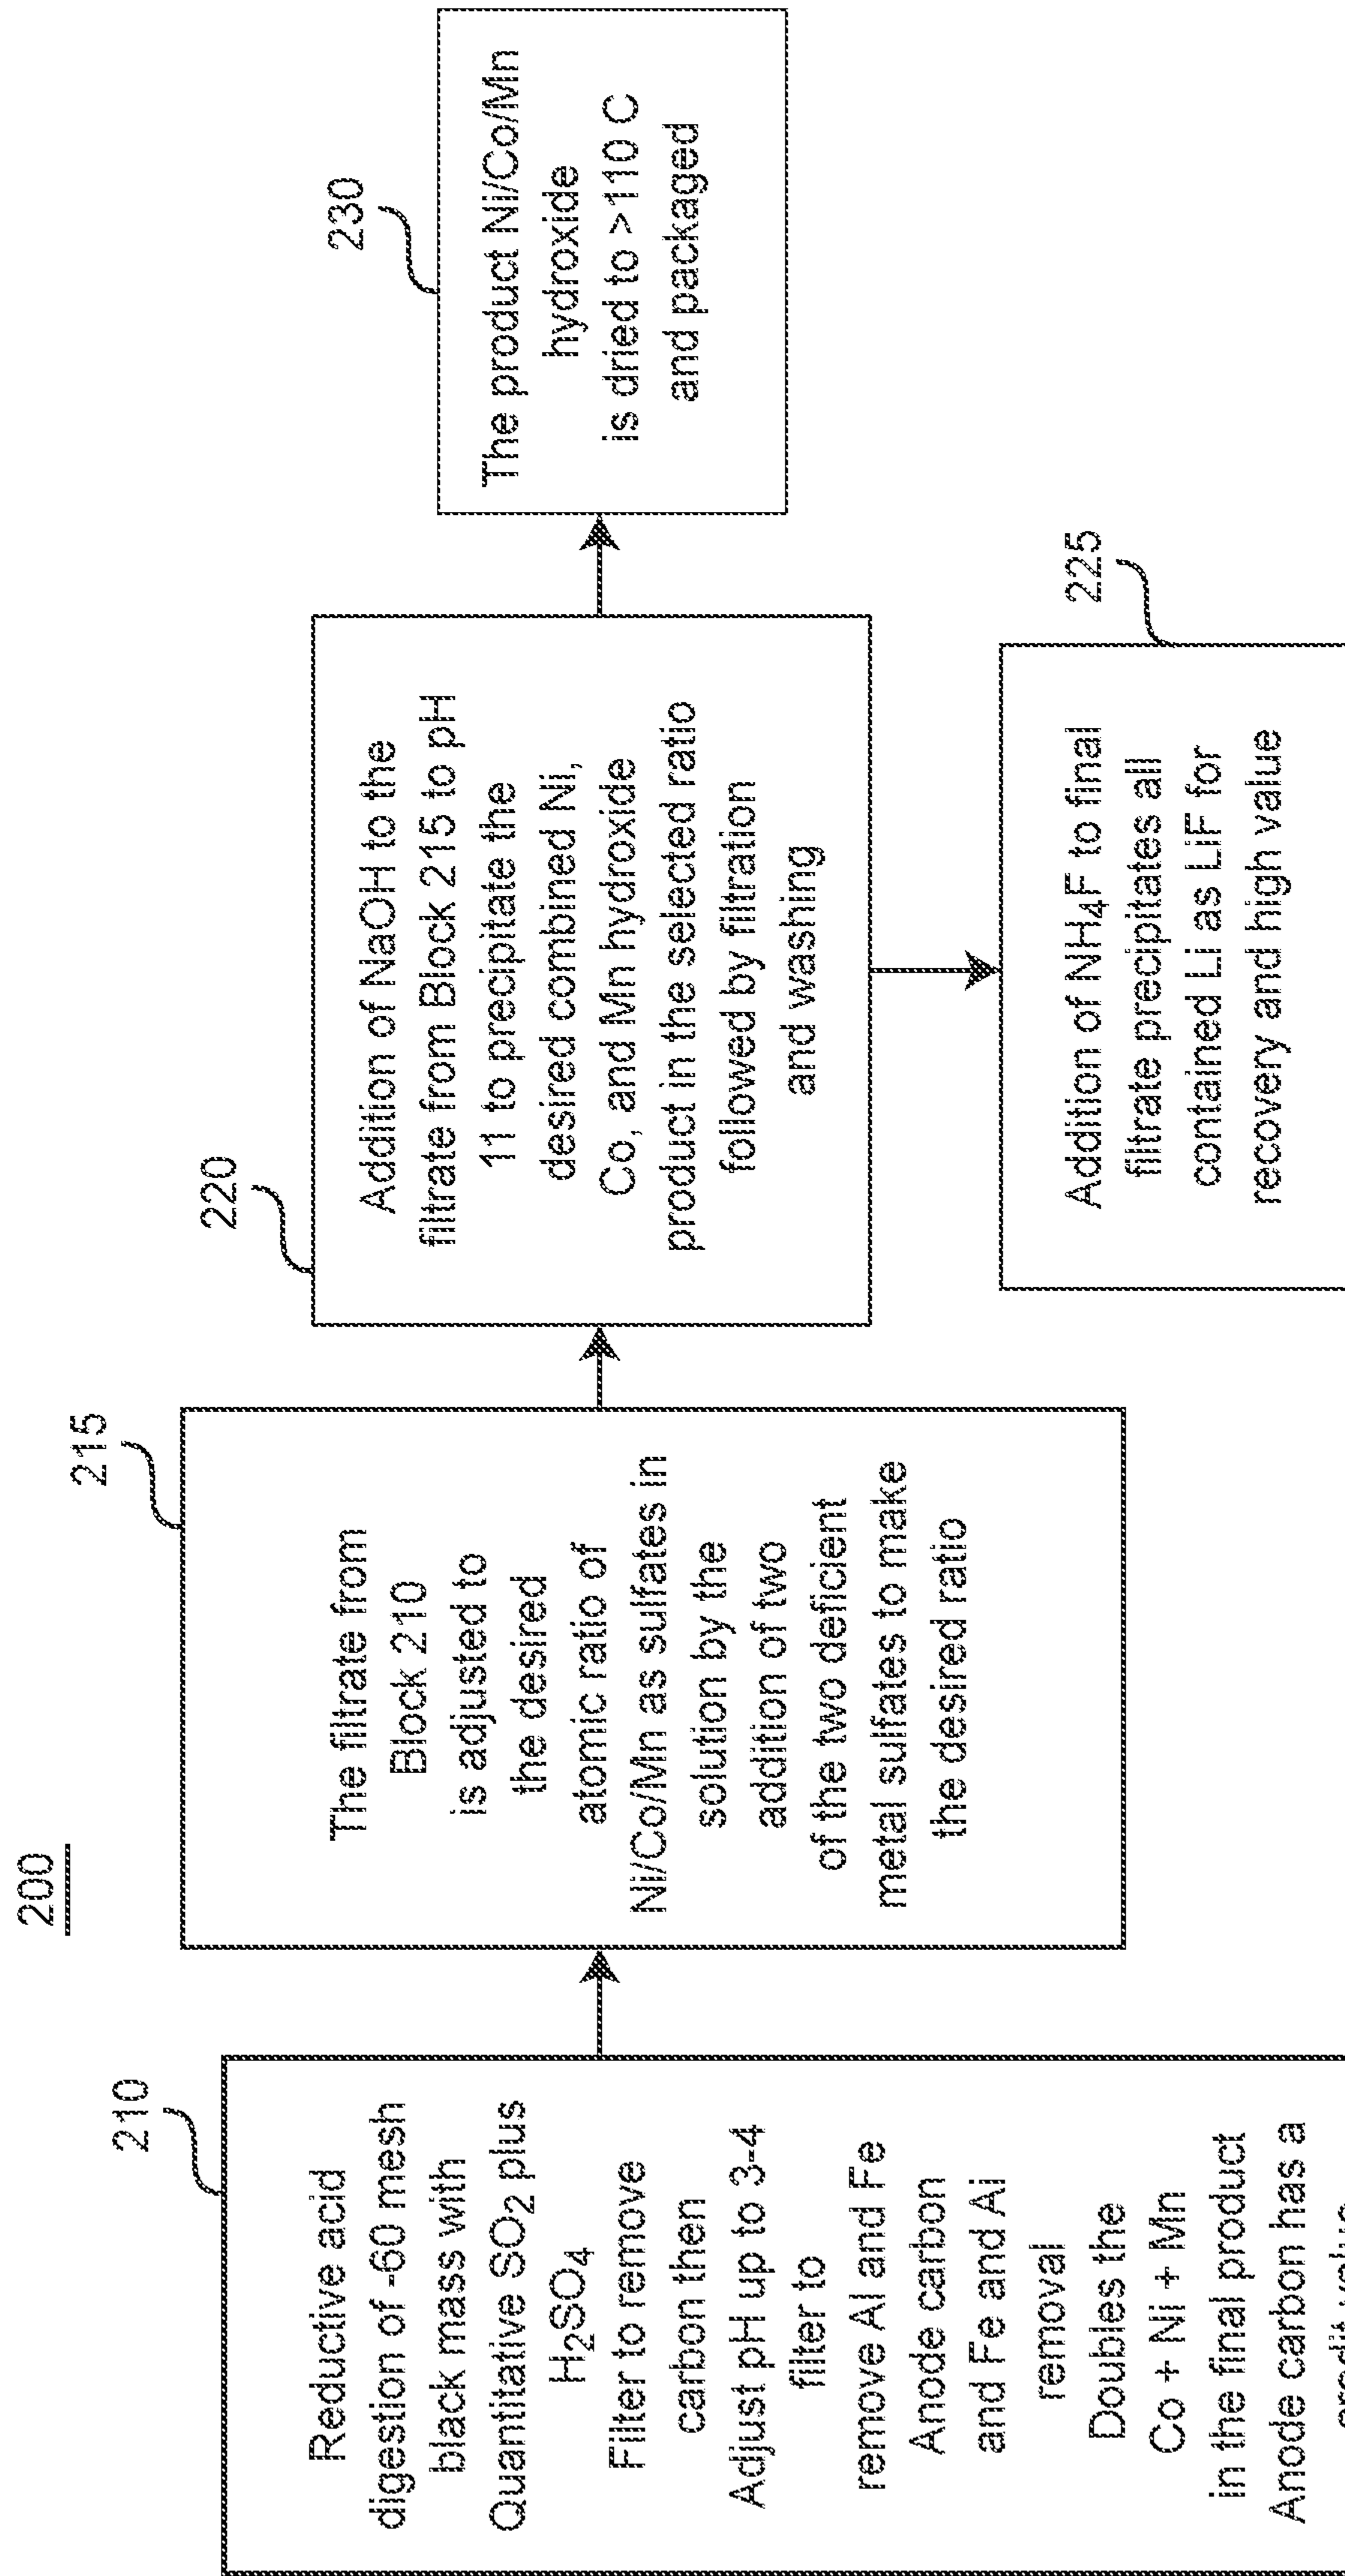 200
210
Reductive acid
digestion of -60 mesh
black mass with
Quantitative SO2 plus
H2SO4
Filter to remove
carbon then
Adjust pH up to 3-4
filter to
remove Al and Fe
Anode carbon
and Fe and Al
removal
Doubles the
Co + Ni + Mn
in the final product
Anode carbon has a
credit value
215
The filtrate from
Block 210
is adjusted to
the desired
atomic ratio of
Ni/Co/Mn as sulfates in
solution by the
addition of two
of the two deficient
metal sulfates to make
the desired ratio
220
Addition of NaOH to the
filtrate from Block 215 to pH
11 to precipitate the
desired combined Ni,
Co, and Mn hydroxide
product in the selected ratio
followed by filtration
and washing
225
Addition of NH4F to final
filtrate precipitates all
contained Li as LiF for
recovery and high value
230
The product Ni/Co/Mn
hydroxide
is dried to >110 C
and packaged